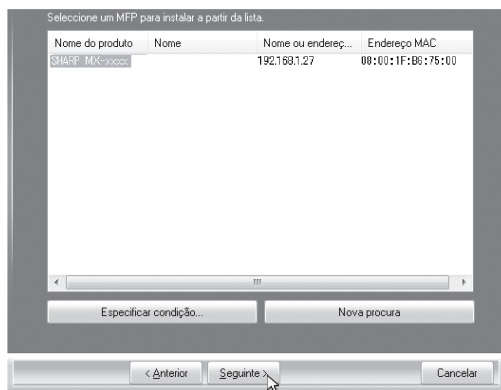 Seleccione um MFP para instalar a partir da lista.
Nome do produto Nome Nome ou endereç... Endereço MAC
SHARP MX-xxxx 192.168.1.27 08:00:1F:B6:75:00
Especificar condição... Nova procura
< Anterior Seguinte > Cancelar